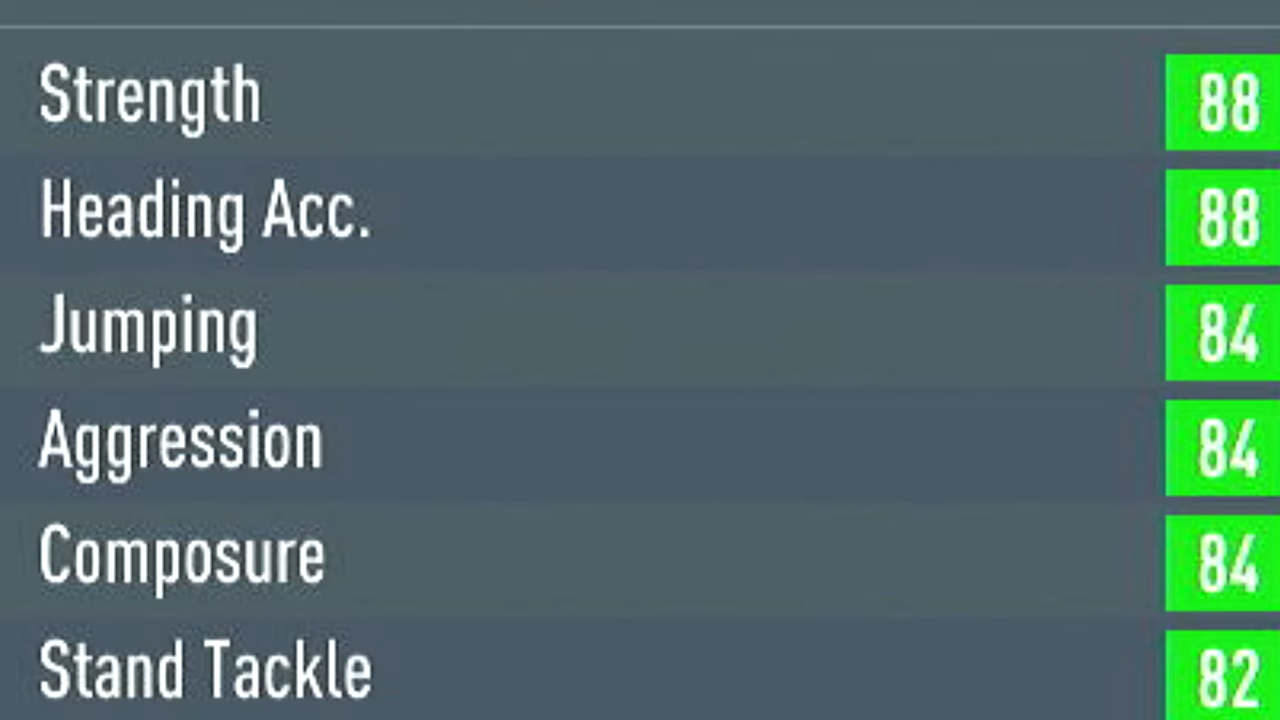 Strength 88
Heading Acc. 88
Jumping 84
Aggression 84
Composure 84
Stand Tackle 82